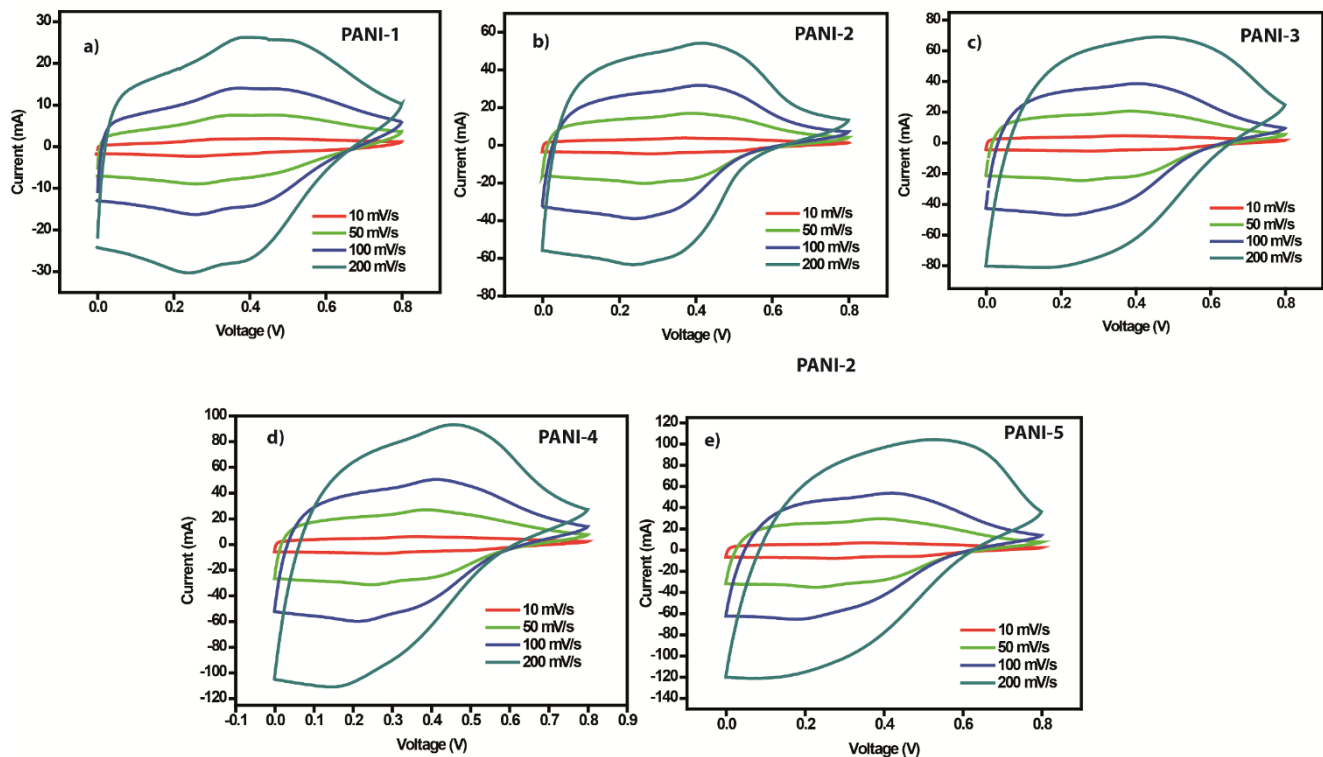 a)
PANI-1
30
20
10
0
-10
-20
-30
Current (mA)
10 mV/s
50 mV/s
100 mV/s
200 mV/s
0.0 0.2 0.4 0.6 0.8
Voltage (V)
b)
PANI-2
60
40
20
0
-20
-40
-60
-80
Current (mA)
10 mV/s
50 mV/s
100 mV/s
200 mV/s
0.0 0.2 0.4 0.6 0.8
Voltage (V)
c)
PANI-3
80
60
40
20
0
-20
-40
-60
-80
Current (mA)
10 mV/s
50 mV/s
100 mV/s
200 mV/s
0.0 0.2 0.4 0.6 0.8
Voltage (V)
PANI-2
d)
PANI-4
100
80
60
40
20
0
-20
-40
-60
-80
-100
-120
Current (mA)
10 mV/s
50 mV/s
100 mV/s
200 mV/s
-0.1 0.0 0.1 0.2 0.3 0.4 0.5 0.6 0.7 0.8 0.9
Voltage (V)
e)
PANI-5
120
100
80
60
40
20
0
-20
-40
-60
-80
-100
-120
-140
Current (mA)
10 mV/s
50 mV/s
100 mV/s
200 mV/s
0.0 0.2 0.4 0.6 0.8
Voltage (V)